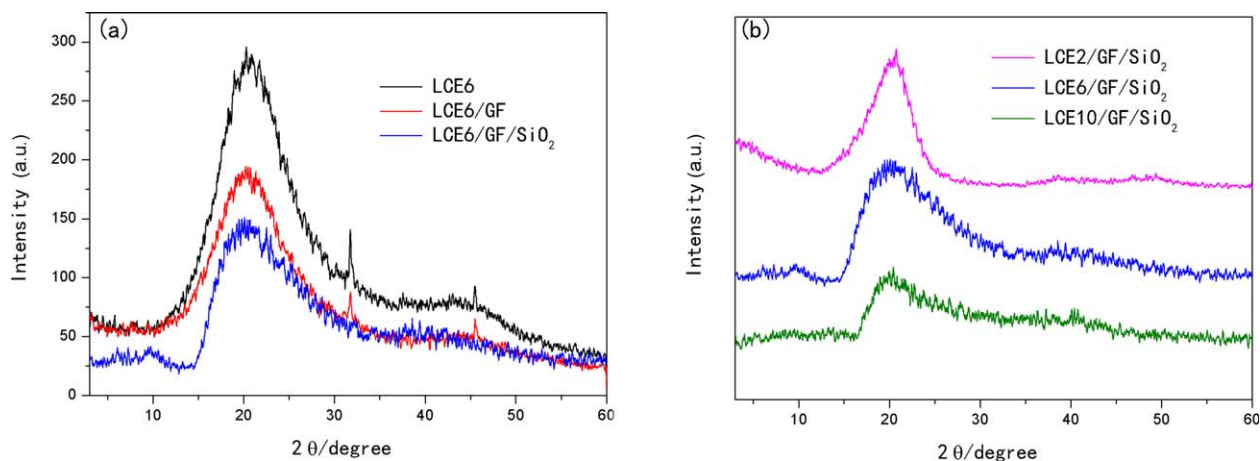 (a)
LCE6
LCE6/GF
LCE6/GF/SiO₂
Intensity (a.u.)
300
250
200
150
100
50
0
10 20 30 40 50 60
2 θ/degree
(b)
LCE2/GF/SiO₂
LCE6/GF/SiO₂
LCE10/GF/SiO₂
Intensity (a.u.)
10 20 30 40 50 60
2 θ/degree